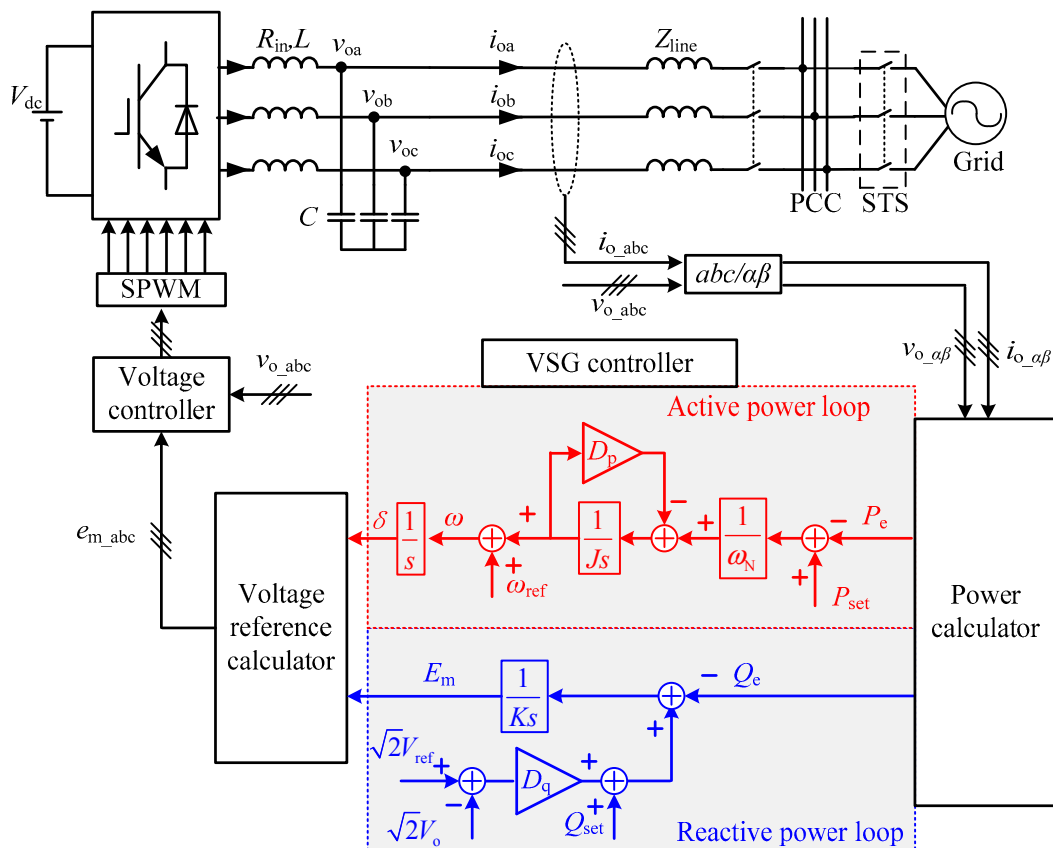 R_in,L
v_oa
i_oa
Z_line
V_dc
v_ob
i_ob
v_oc
i_oc
Grid
C
PCC
STS
i_o_abc
abc/αβ
v_o_abc
SPWM
v_o_αβ
i_o_αβ
Voltage
controller
v_o_abc
VSG controller
Active power loop
D_p
−
e_m_abc
δ
1
s
ω
+
+
ω_ref
1
Js
+
1
ω_N
−
+
P_e
P_set
Voltage
reference
calculator
Power
calculator
E_m
1
Ks
−
Q_e
+
√2V_ref
+
−
√2V_o
D_q
+
+
Q_set
Reactive power loop